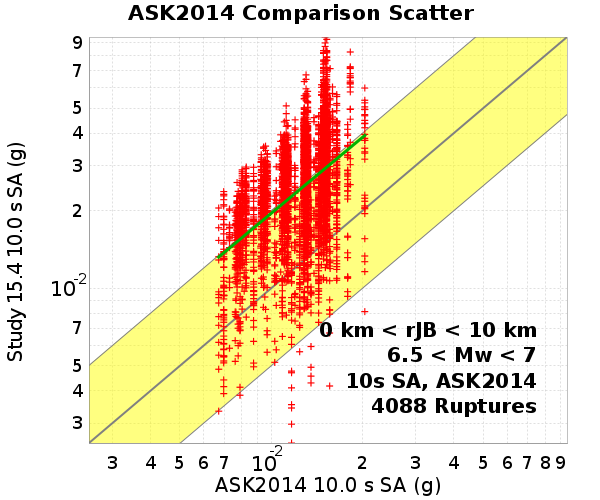 ASK2014 Comparison Scatter
Study 15.4 10.0 s SA (g)
9
7
5
4
3
2
10-2
7
5
4
3
0 km < rJB < 10 km
6.5 < Mw < 7
10s SA, ASK2014
4088 Ruptures
3 4 5 6 7 10-2 2 3 4 5 6 7 8 9
ASK2014 10.0 s SA (g)